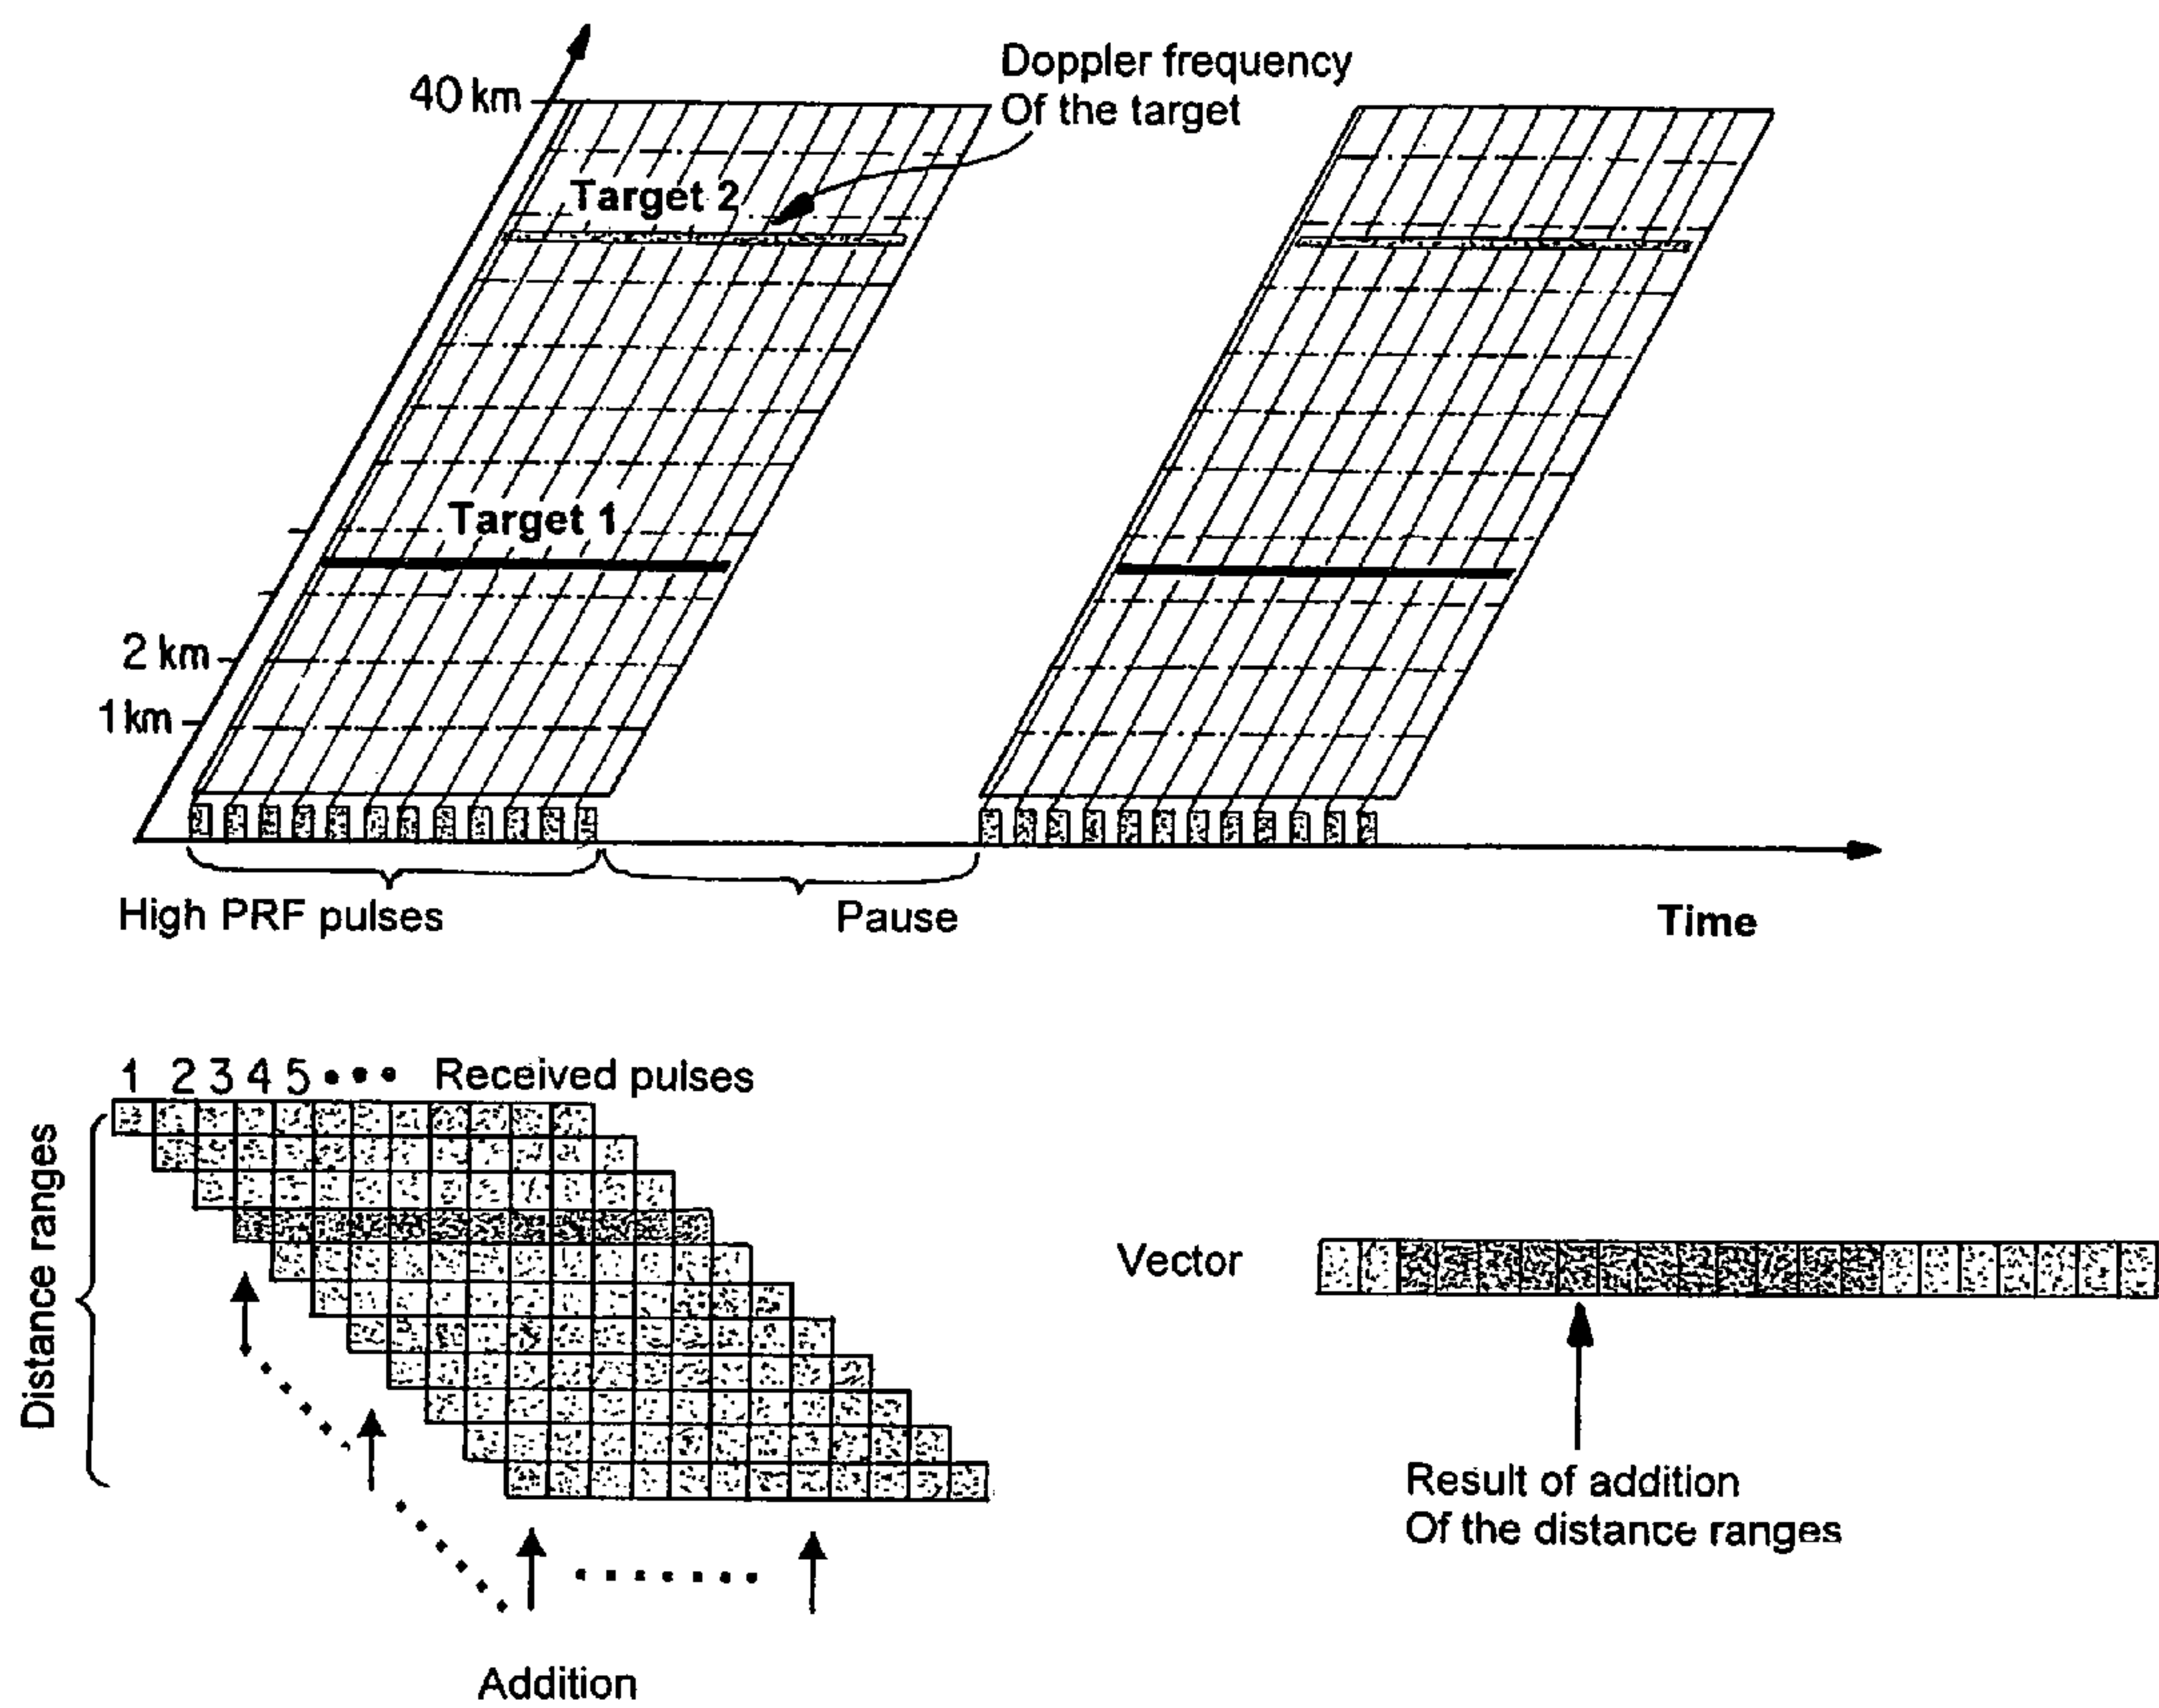 40 km
Doppler frequency
Of the target
Target 2
Target 1
2 km
1 km
High PRF pulses
Pause
Time
1 2 3 4 5 ••• Received pulses
Distance ranges
Vector
Result of addition
Of the distance ranges
Addition